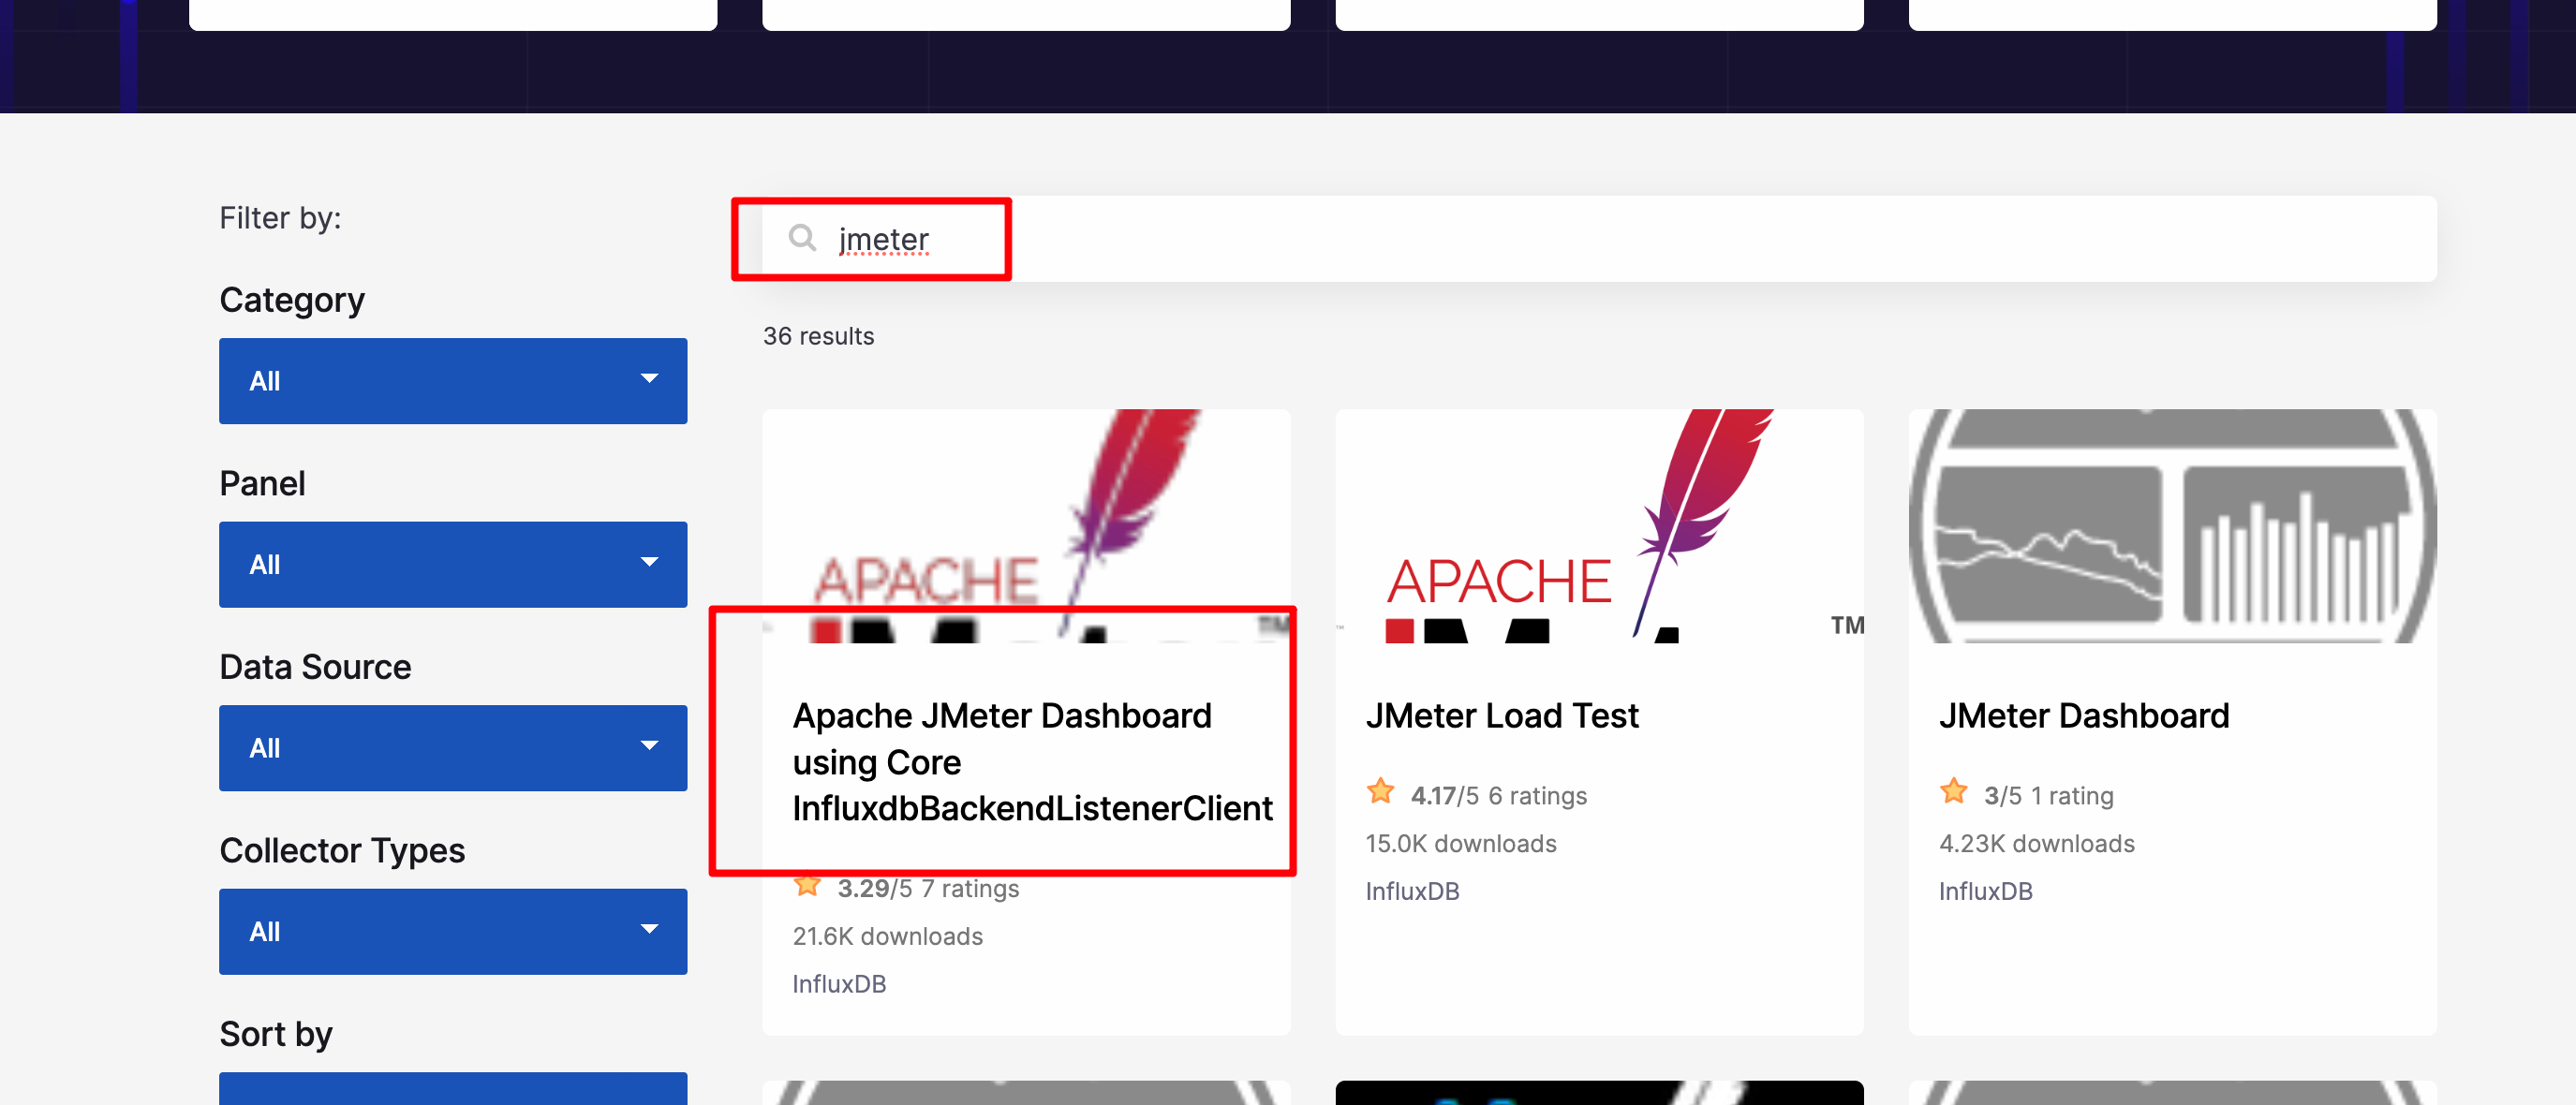 Filter by:
Category
All
Panel
All
Data Source
All
Collector Types
All
Sort by
jmeter
36 results
APACHE
TM
Apache JMeter Dashboard
using Core
InfluxdbBackendListenerClient
3.29/5 7 ratings
21.6K downloads
InfluxDB
APACHE
TM
JMeter Load Test
4.17/5 6 ratings
15.0K downloads
InfluxDB
JMeter Dashboard
3/5 1 rating
4.23K downloads
InfluxDB